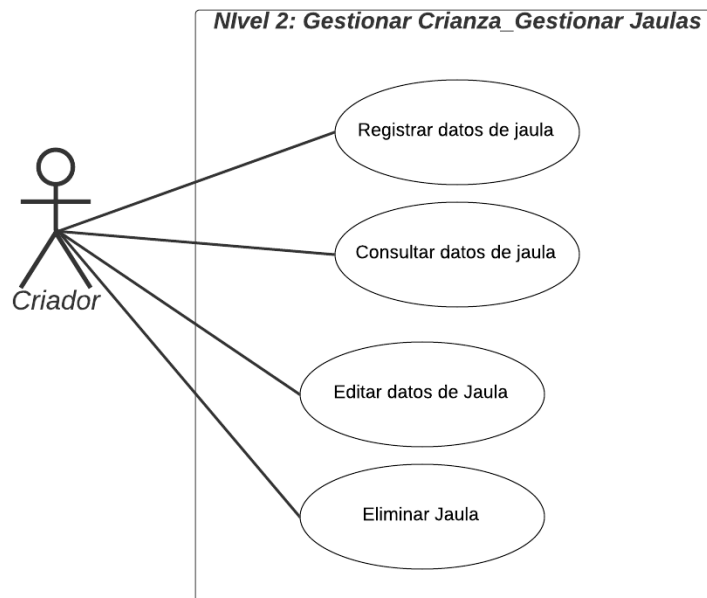 NIvel 2: Gestionar Crianza_Gestionar Jaulas
Registrar datos de jaula
Consultar datos de jaula
Criador
Editar datos de Jaula
Eliminar Jaula